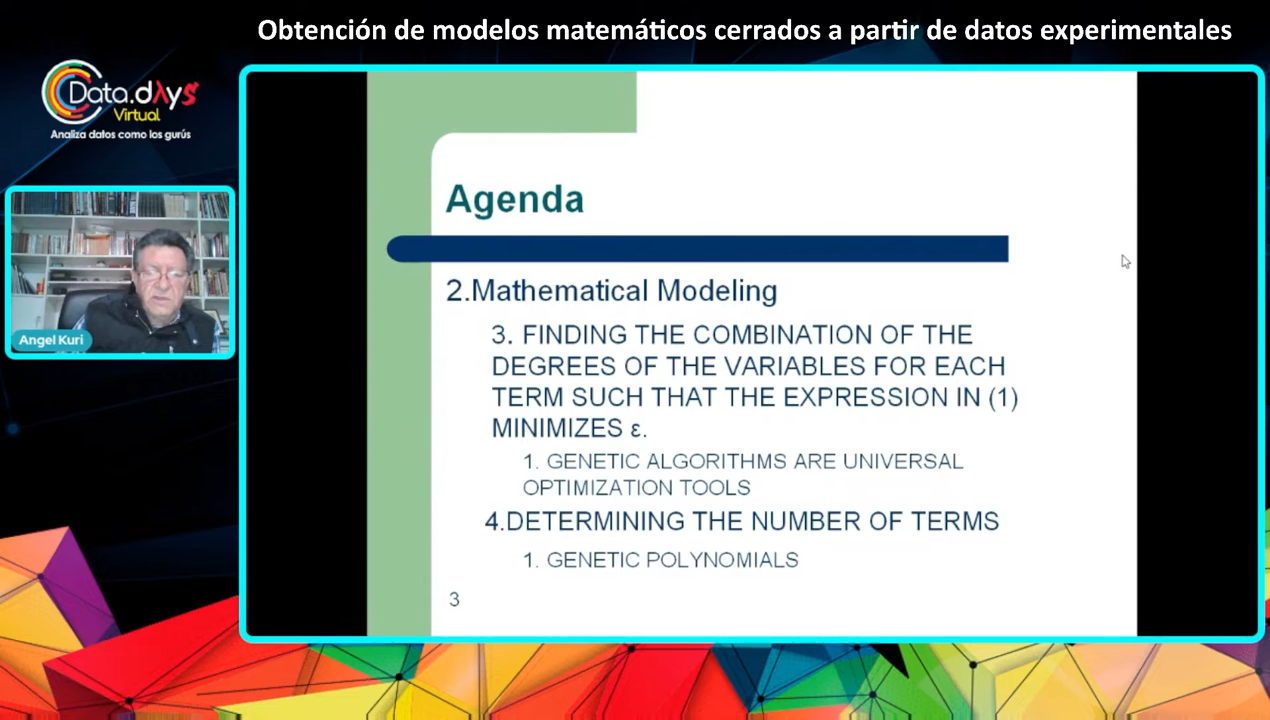 Obtención de modelos matemáticos cerrados a partir de datos experimentales
Data.dAys
Virtual
Analiza datos como los gurús
Angel Kuri
Agenda
2.Mathematical Modeling
3. FINDING THE COMBINATION OF THE
DEGREES OF THE VARIABLES FOR EACH
TERM SUCH THAT THE EXPRESSION IN (1)
MINIMIZES ε.
1. GENETIC ALGORITHMS ARE UNIVERSAL
OPTIMIZATION TOOLS
4.DETERMINING THE NUMBER OF TERMS
1. GENETIC POLYNOMIALS
3